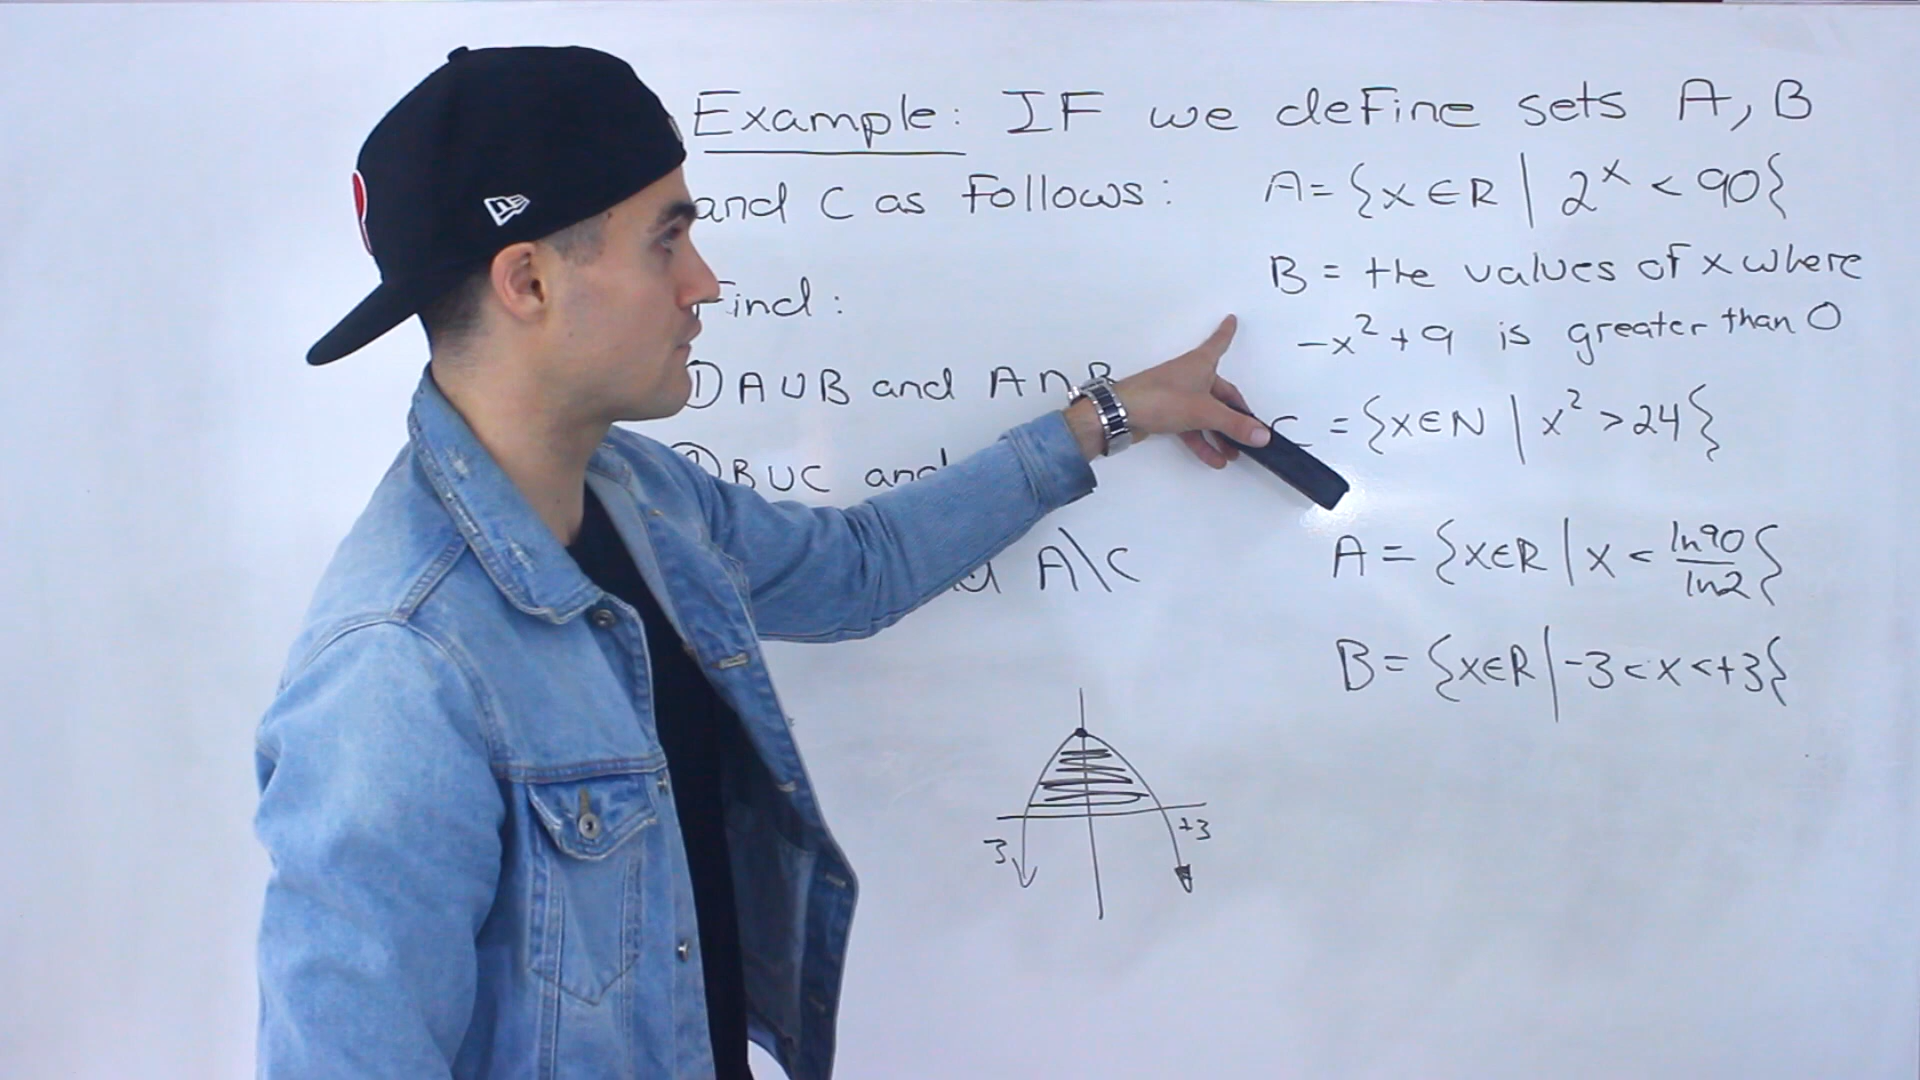 Example: IF we define sets A, B
and C as Follows: A= {x ∈ R | 2^x < 90}
B = the values of x where
-x² + 9 is greater than 0
Find:
① A ∪ B and A ∩ B
C = {x ∈ N | x² > 24}
② B ∪ C and
A\C
A = {x ∈ R | x < ln90/ln2}
B = {x ∈ R | -3 < x < +3}
3 +3